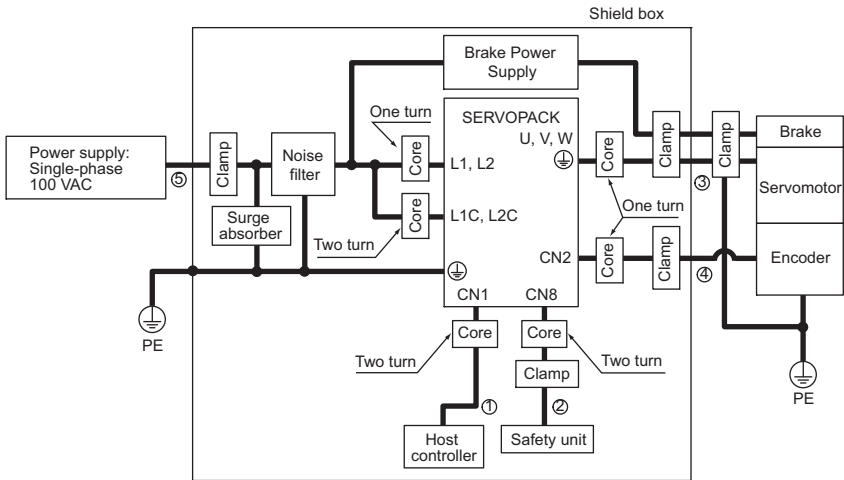 Shield box
Brake Power
Supply
SERVOPACK
U, V, W
One turn
Core
L1, L2
Power supply:
Single-phase
100 VAC
⑤
Clamp
Noise
filter
Core
Clamp
Clamp
③
Brake
Servomotor
Encoder
Surge
absorber
Core
L1C, L2C
Two turn
One turn
CN2
Core
Clamp
④
CN1
CN8
PE
Core
Core
Two turn
Two turn
Clamp
PE
①
②
Host
controller
Safety unit